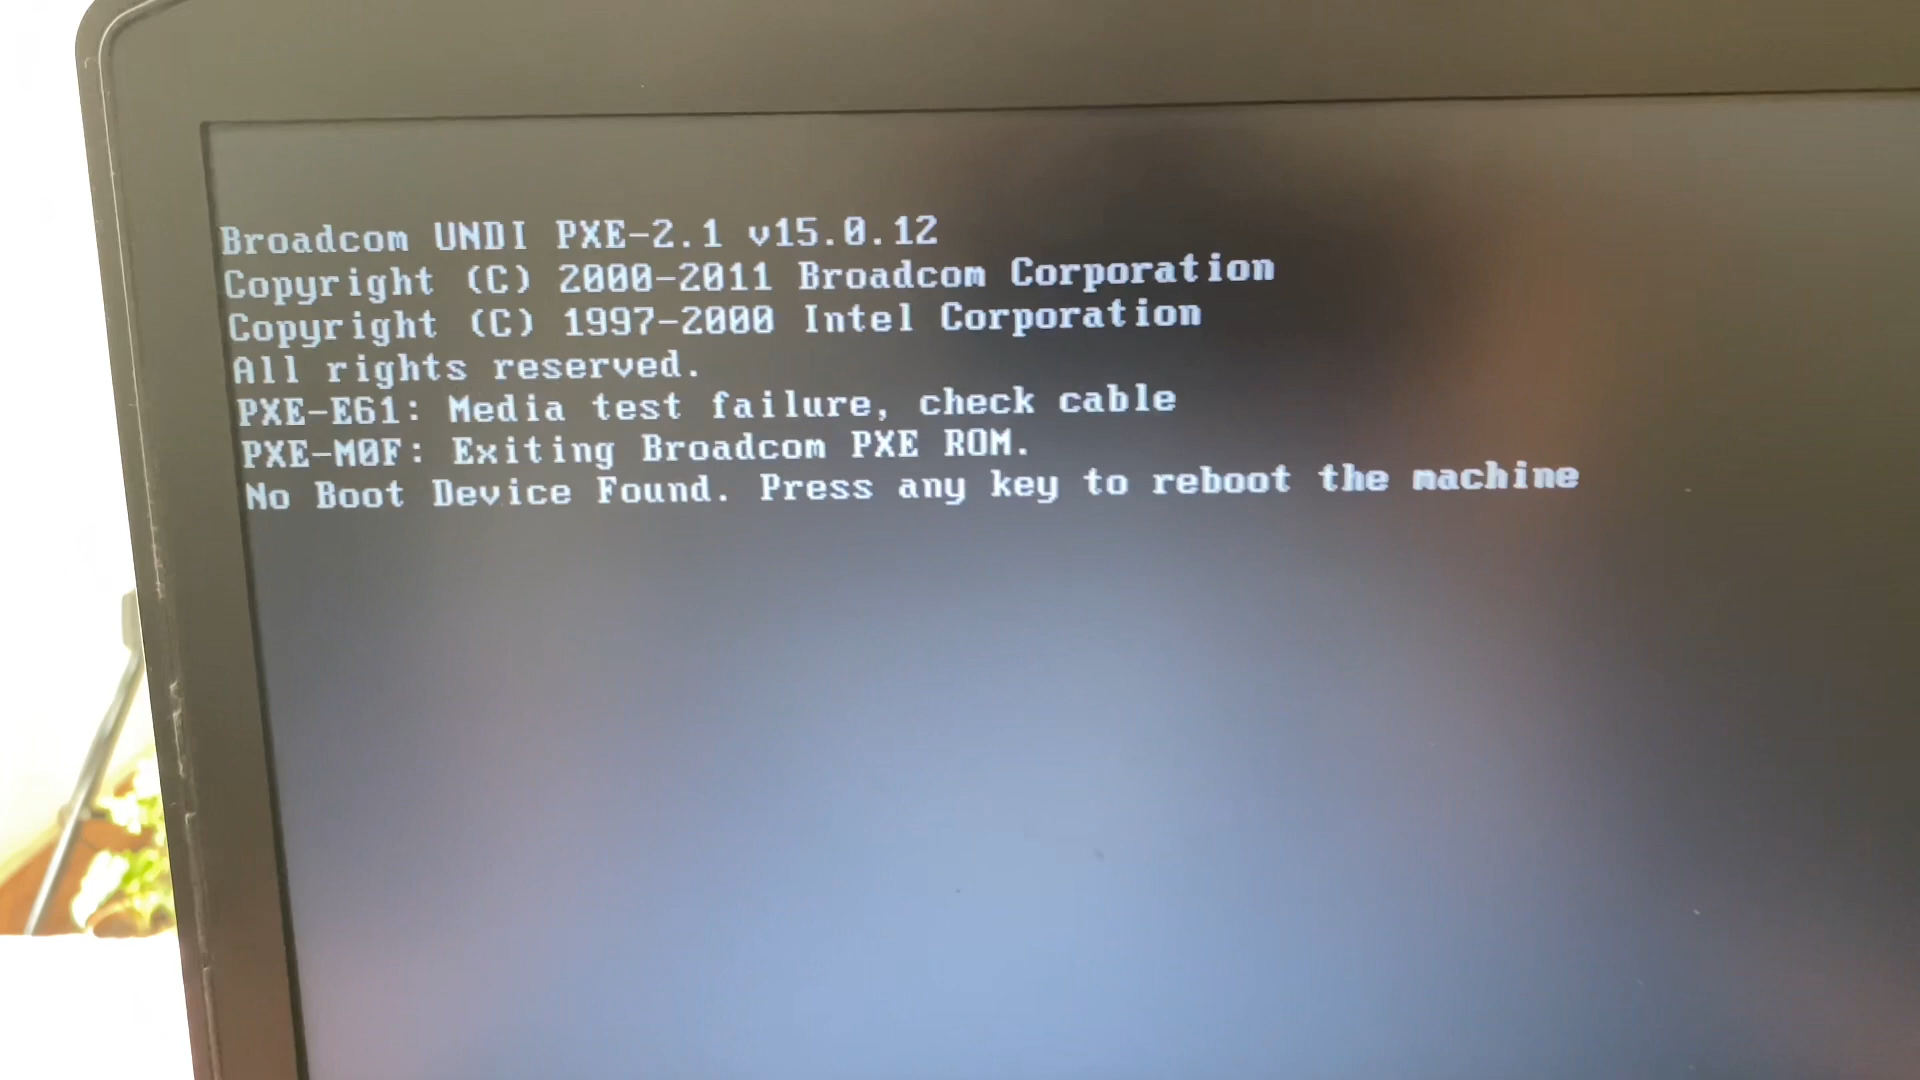 Broadcom UNDI PXE-2.1 v15.0.12
Copyright (C) 2000-2011 Broadcom Corporation
Copyright (C) 1997-2000 Intel Corporation
All rights reserved.
PXE-E61: Media test failure, check cable
PXE-M0F: Exiting Broadcom PXE ROM.
No Boot Device Found. Press any key to reboot the machine